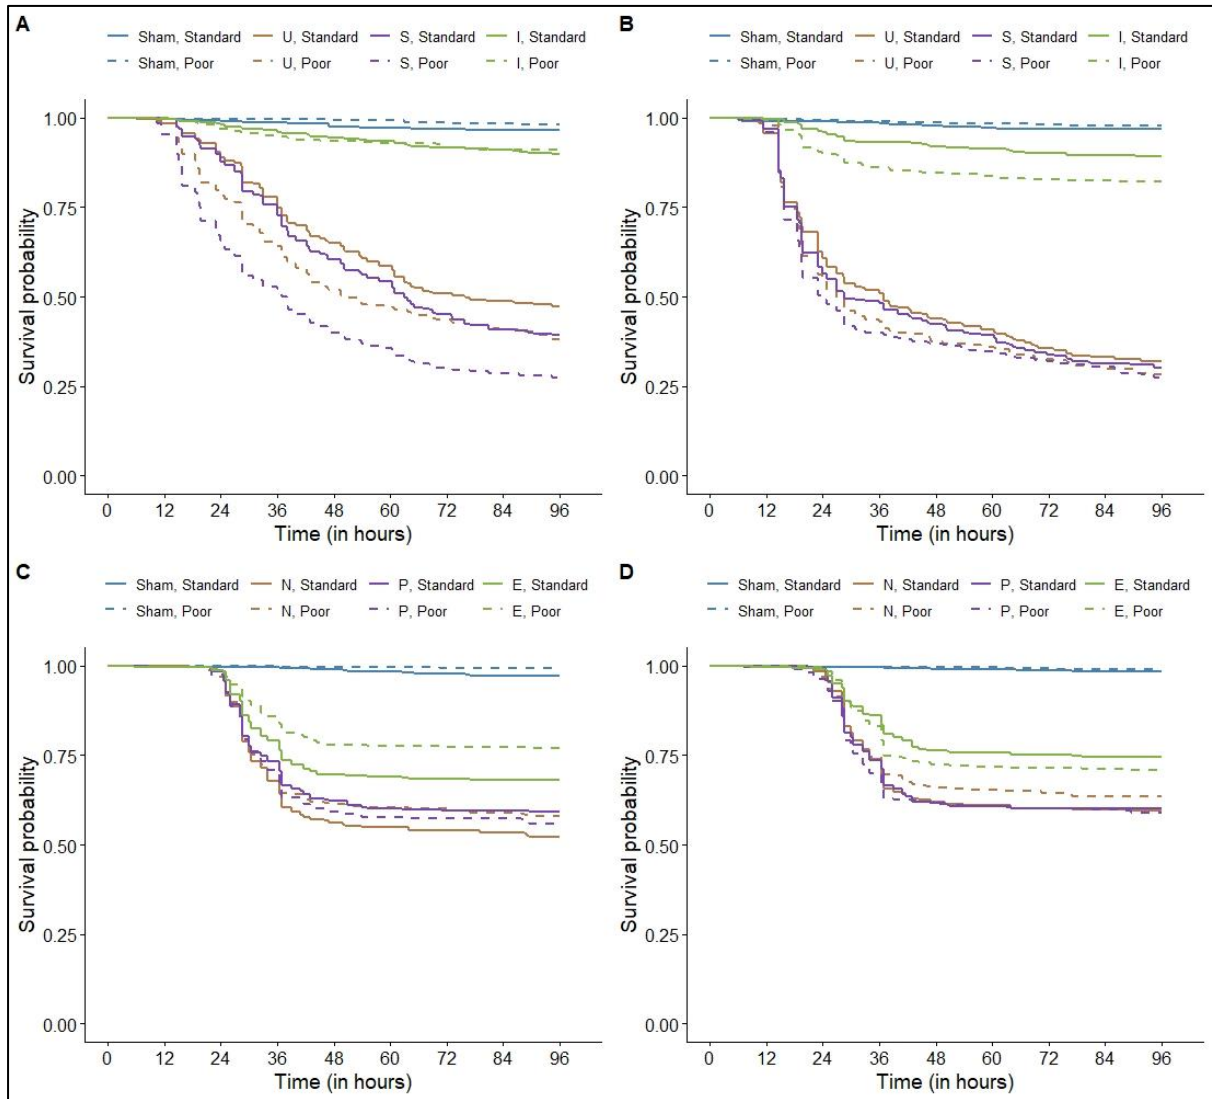 A
Sham, Standard U, Standard S, Standard I, Standard
Sham, Poor U, Poor S, Poor I, Poor
Survival probability
1.00
0.75
0.50
0.25
0.00
0 12 24 36 48 60 72 84 96
Time (in hours)
B
Sham, Standard U, Standard S, Standard I, Standard
Sham, Poor U, Poor S, Poor I, Poor
Survival probability
1.00
0.75
0.50
0.25
0.00
0 12 24 36 48 60 72 84 96
Time (in hours)
C
Sham, Standard N, Standard P, Standard E, Standard
Sham, Poor N, Poor P, Poor E, Poor
Survival probability
1.00
0.75
0.50
0.25
0.00
0 12 24 36 48 60 72 84 96
Time (in hours)
D
Sham, Standard N, Standard P, Standard E, Standard
Sham, Poor N, Poor P, Poor E, Poor
Survival probability
1.00
0.75
0.50
0.25
0.00
0 12 24 36 48 60 72 84 96
Time (in hours)